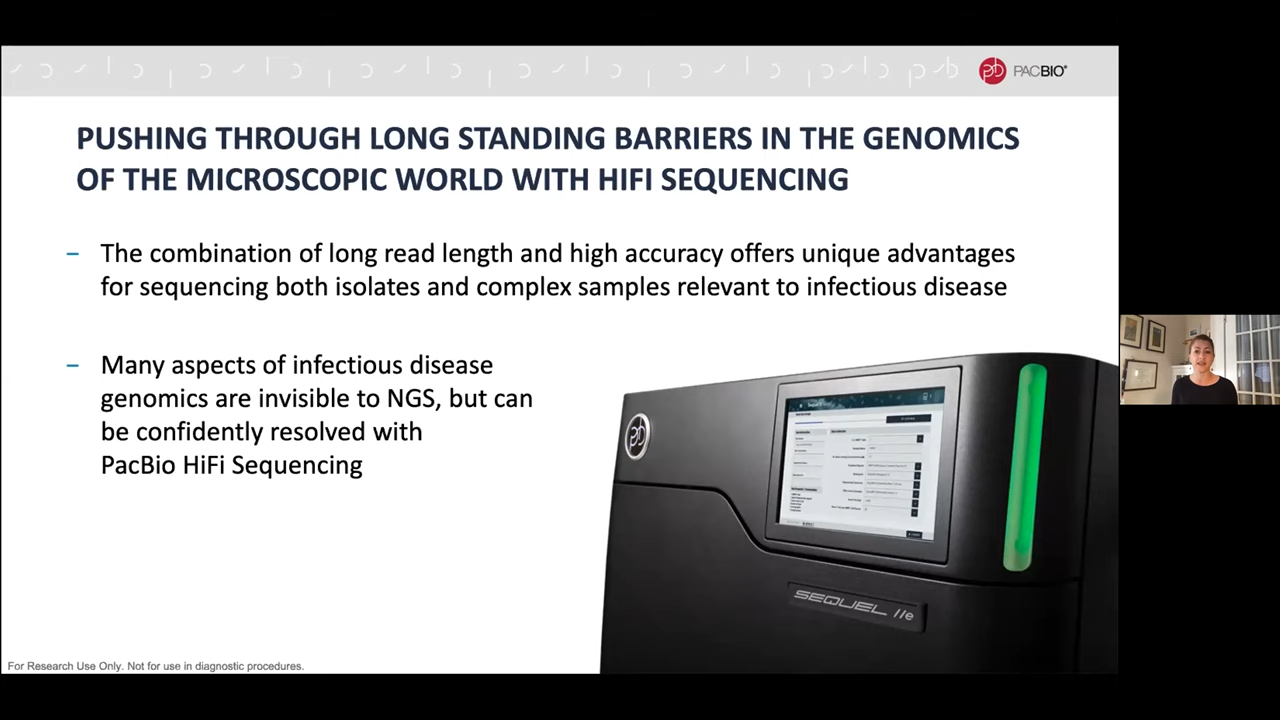 PACBIO®
PUSHING THROUGH LONG STANDING BARRIERS IN THE GENOMICS
OF THE MICROSCOPIC WORLD WITH HIFI SEQUENCING
– The combination of long read length and high accuracy offers unique advantages
for sequencing both isolates and complex samples relevant to infectious disease
– Many aspects of infectious disease
genomics are invisible to NGS, but can
be confidently resolved with
PacBio HiFi Sequencing
SEQUEL IIe
For Research Use Only. Not for use in diagnostic procedures.